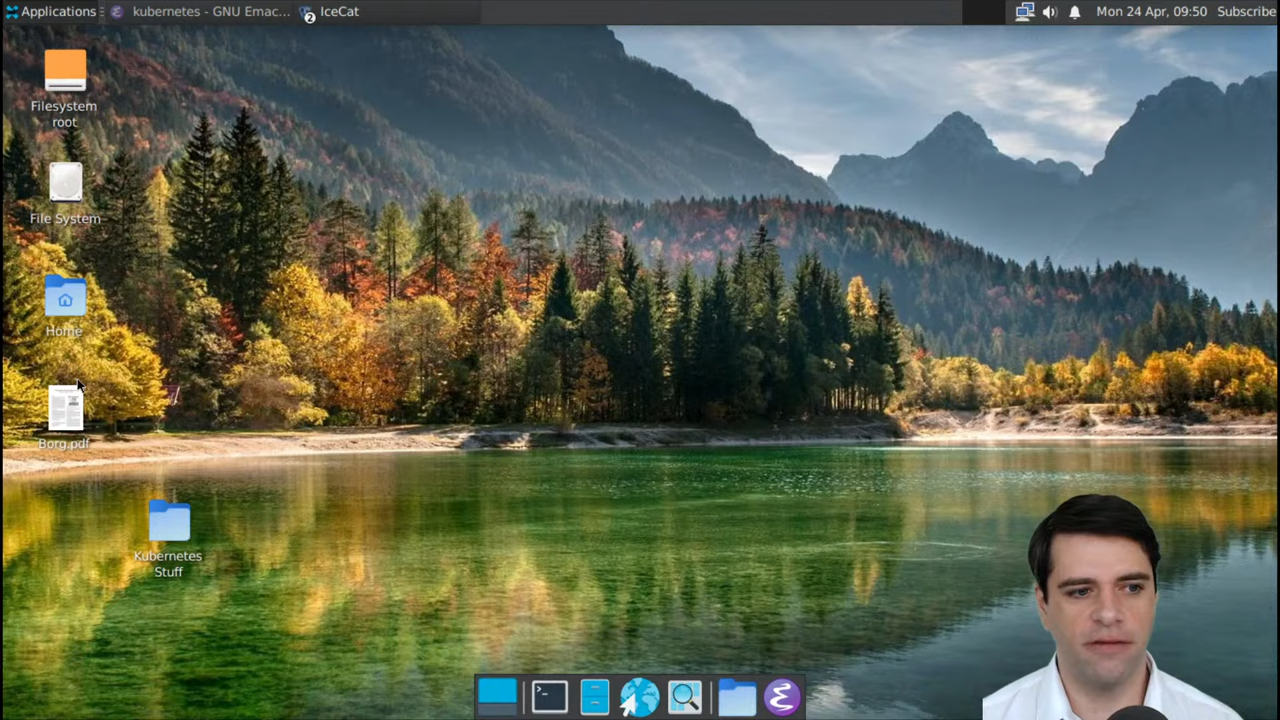 Applications
kubernetes - GNU Emac...
2
IceCat
Mon 24 Apr, 09:50
Subscribe
Filesystem
root
File System
Home
Borg.pdf
Kubernetes
Stuff